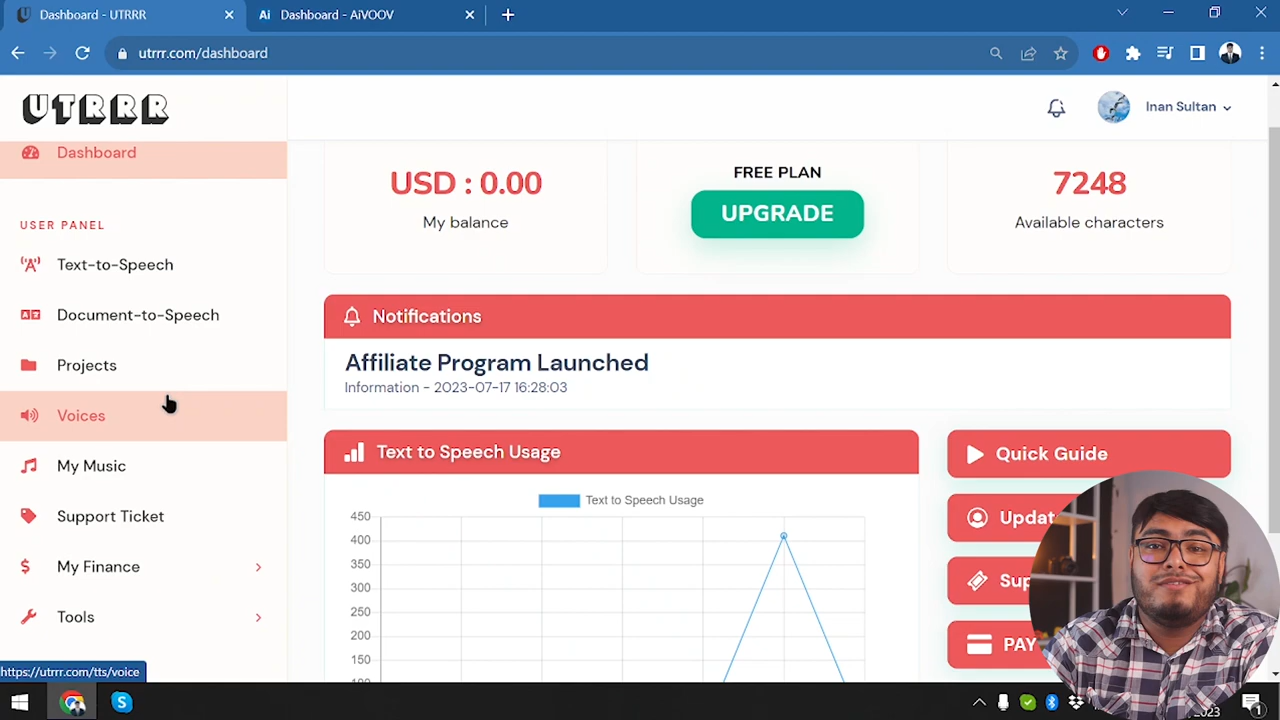 Dashboard - UTRRR
Ai Dashboard - AiVOOV
utrrr.com/dashboard
UTRRR
Inan Sultan
Dashboard
USER PANEL
Text-to-Speech
Document-to-Speech
Projects
Voices
My Music
Support Ticket
My Finance
Tools
https://utrrr.com/tts/voice
USD : 0.00
My balance
FREE PLAN
UPGRADE
7248
Available characters
Notifications
Affiliate Program Launched
Information - 2023-07-17 16:28:03
Text to Speech Usage
Text to Speech Usage
450
400
350
300
250
200
150
Quick Guide
PAY
2023
1